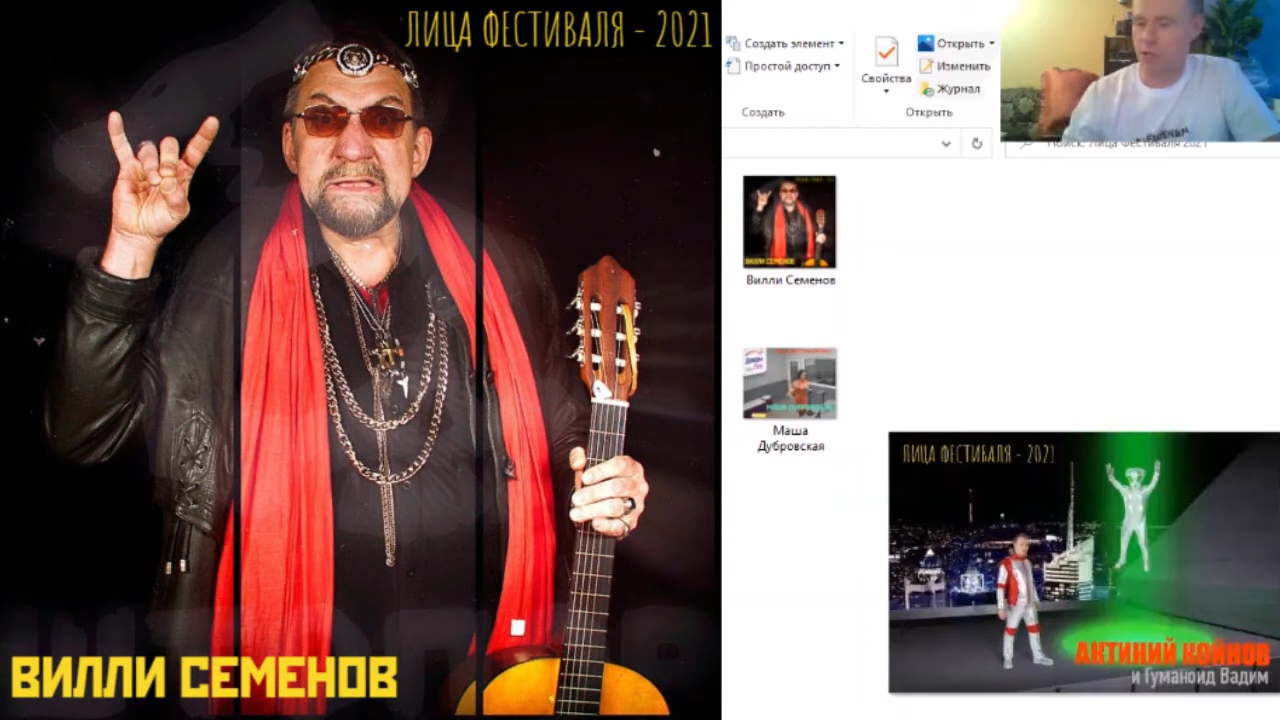 ЛИЦА ФЕСТИВАЛЯ - 2021
ВИЛЛИ СЕМЕНОВ
Создать элемент
Простой доступ
Создать
Свойства
Открыть
Изменить
Журнал
Открыть
Поиск: Лица Фестиваля 2021
Вилли Семенов
Маша
Дубровская
ЛИЦА ФЕСТИВАЛЯ - 2021
АКТИНИЙ КОЙНОВ
и Гуманоид Вадим